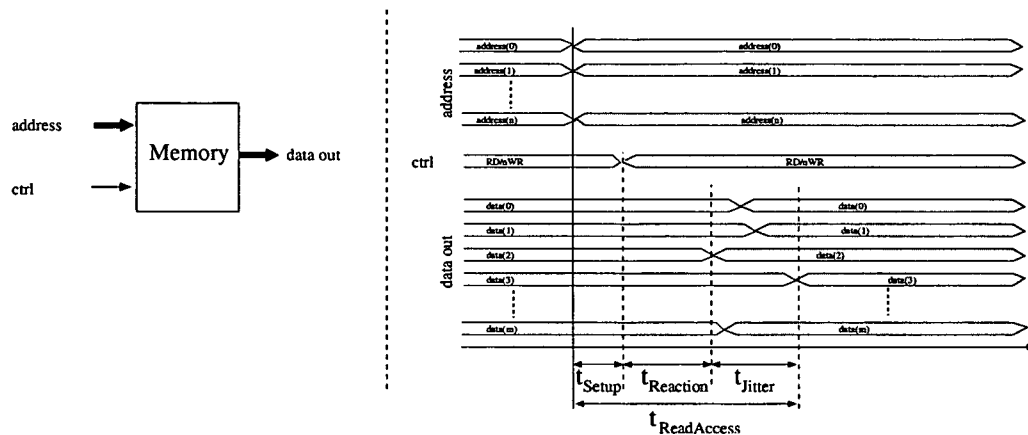 address
ctrl
Memory
data out
address
address(0) address(0)
address(1) address(1)
address(n) address(n)
ctrl
RD/nWR RD/nWR
data out
data(0) data(0)
data(1) data(1)
data(2) data(2)
data(3) data(3)
data(m) data(m)
tSetup tReaction tJitter
tReadAccess